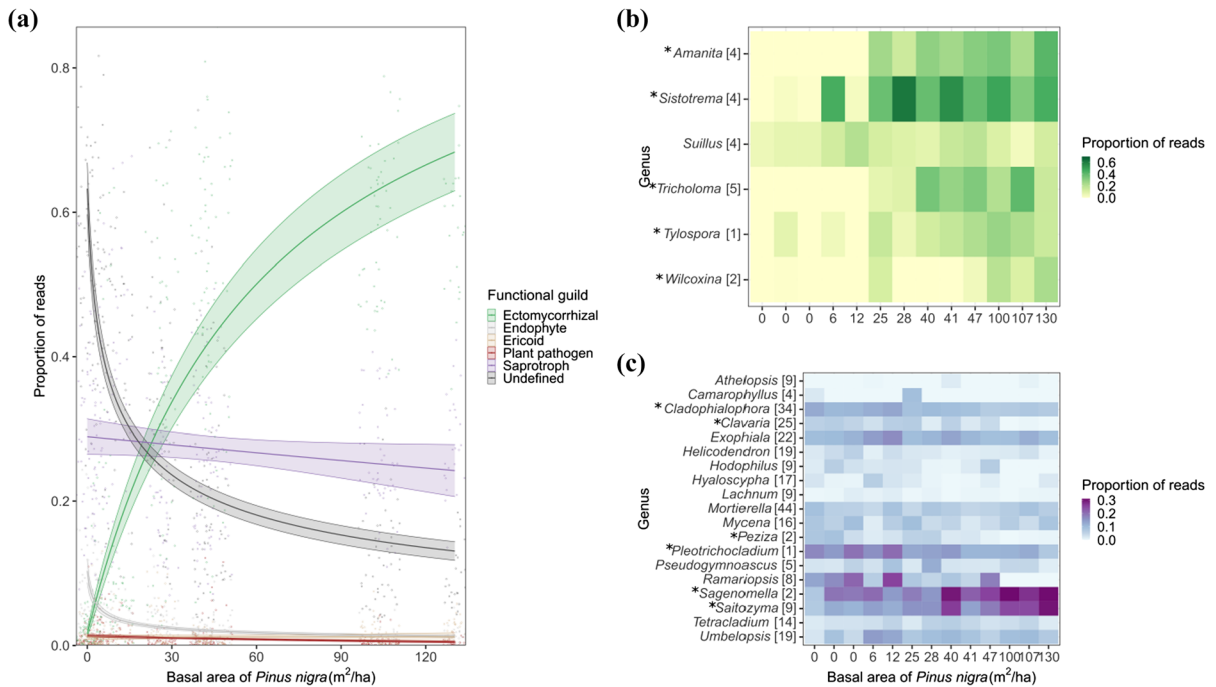 (a)
0.8
0.6
0.4
0.2
0.0
Proportion of reads
0 30 60 90 120
Basal area of Pinus nigra(m²/ha)
Functional guild
Ectomycorrhizal
Endophyte
Ericoid
Plant pathogen
Saprotroph
Undefined
(b)
Genus
*Amanita [4]
*Sistotrema [4]
Suillus [4]
*Tricholoma [5]
*Tylospora [1]
*Wilcoxina [2]
0 0 0 6 12 25 28 40 41 47 100 107 130
Proportion of reads
0.6
0.4
0.2
0.0
(c)
Genus
Athelopsis [9]
Camarophyllus [4]
*Cladophialophora [34]
*Clavaria [25]
Exophiala [22]
Helicodendron [19]
Hodophilus [9]
Hyaloscypha [17]
Lachnum [9]
Mortierella [44]
Mycena [16]
*Peziza [2]
*Pleotrichocladium [1]
Pseudogymnoascus [5]
Ramariopsis [8]
*Sagenomella [2]
*Saitozyma [9]
Tetracladium [14]
Umbelopsis [19]
0 0 0 6 12 25 28 40 41 47 100 107 130
Basal area of Pinus nigra(m²/ha)
Proportion of reads
0.3
0.2
0.1
0.0